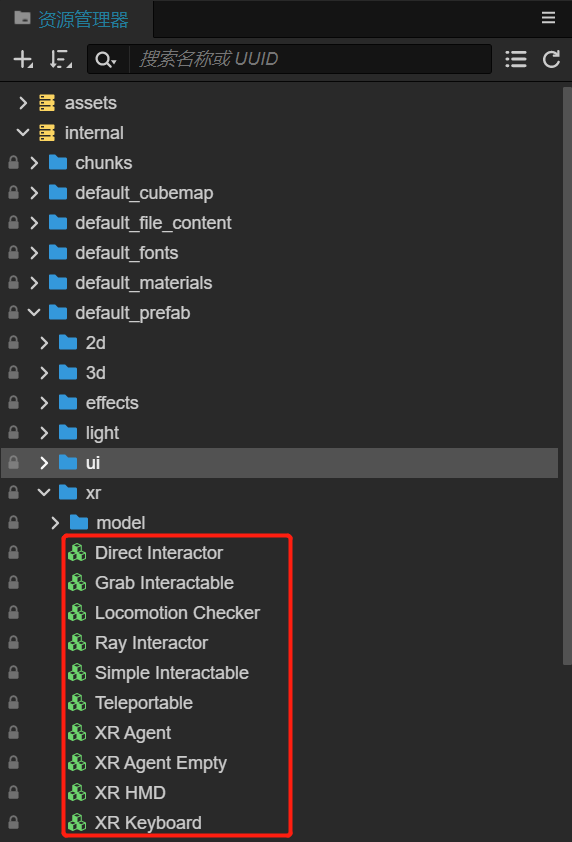 资源管理器
搜索名称或 UUID
assets
internal
chunks
default_cubemap
default_file_content
default_fonts
default_materials
default_prefab
2d
3d
effects
light
ui
xr
model
Direct Interactor
Grab Interactable
Locomotion Checker
Ray Interactor
Simple Interactable
Teleportable
XR Agent
XR Agent Empty
XR HMD
XR Keyboard